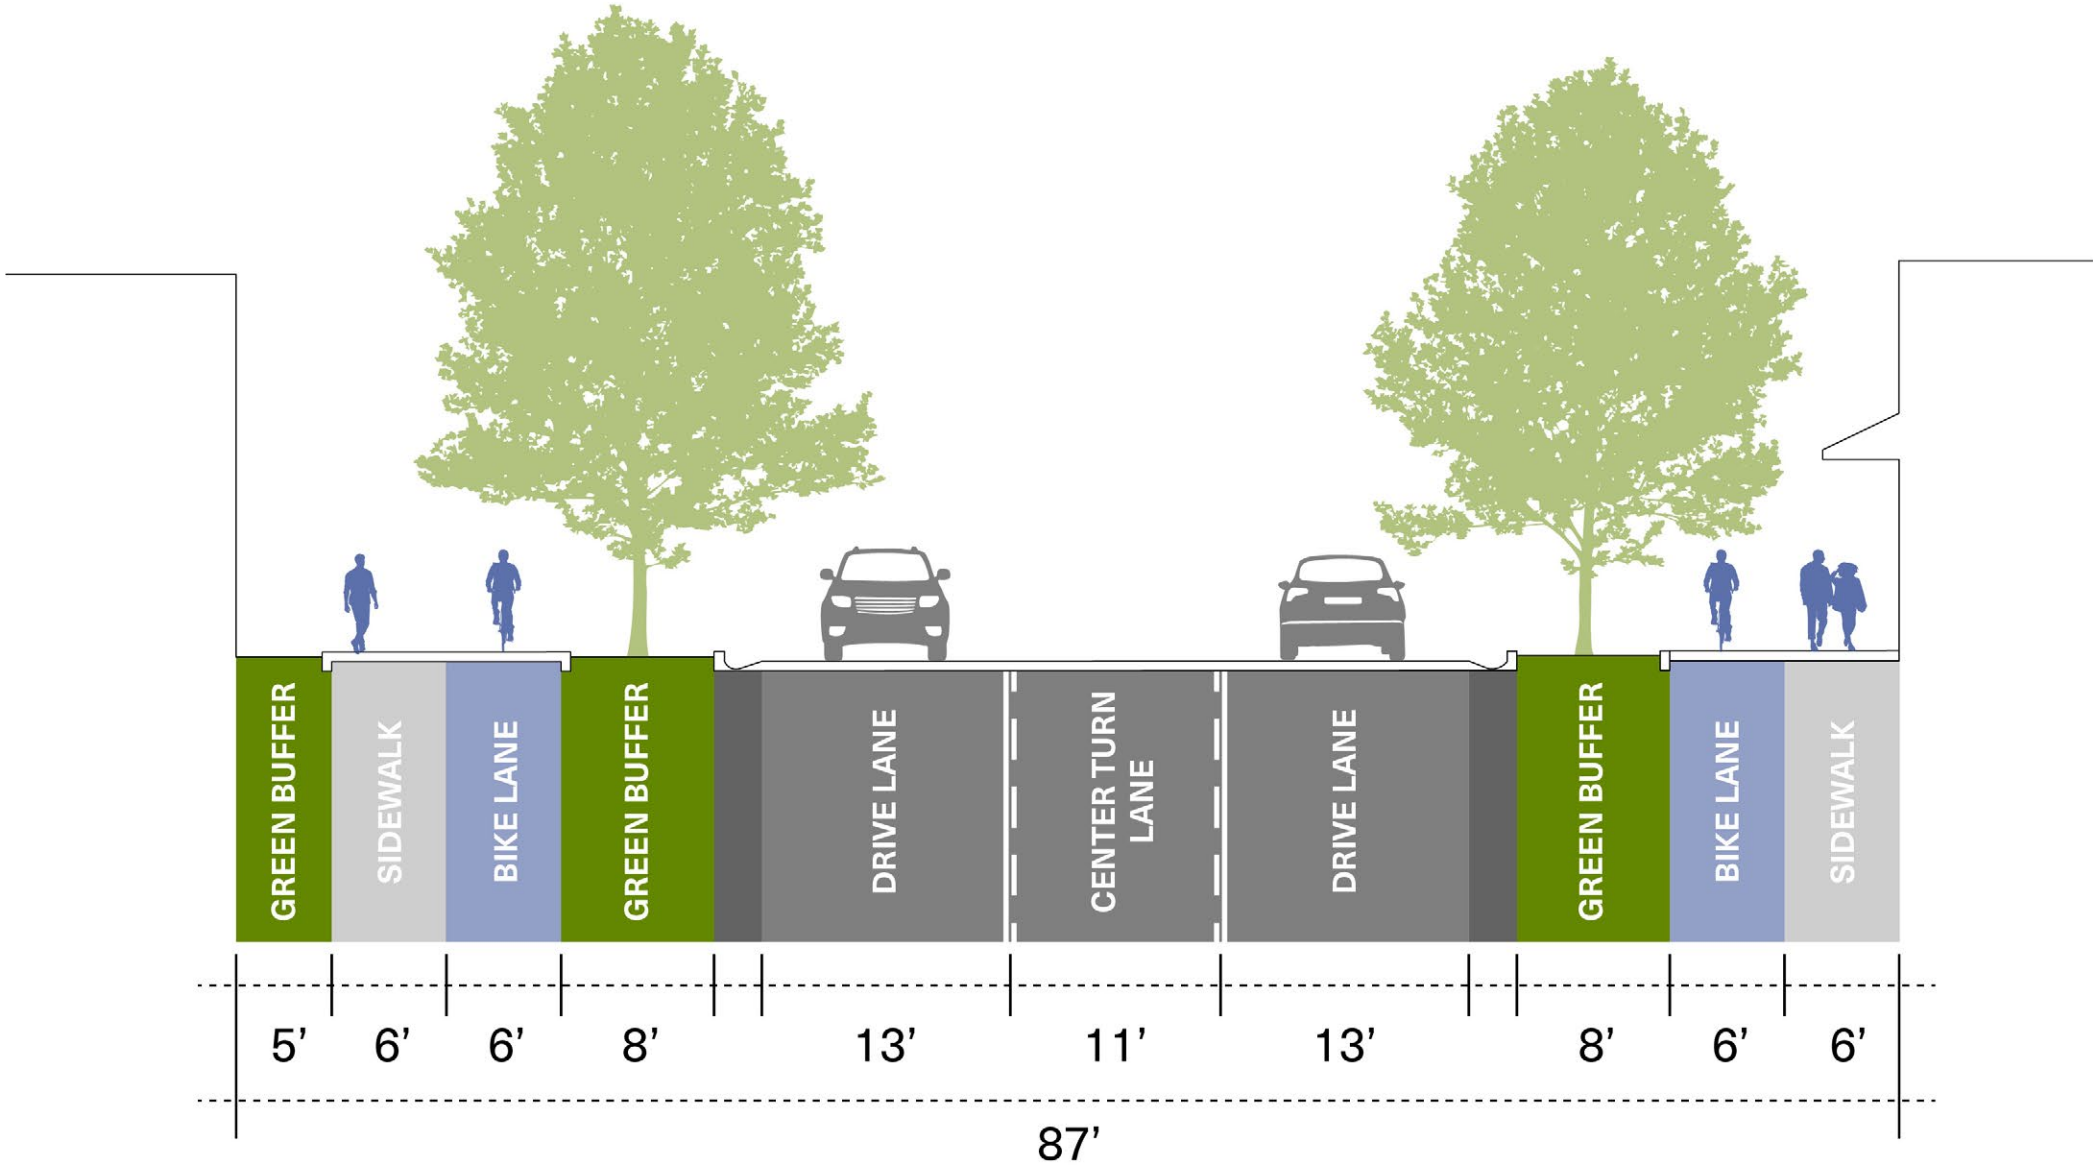 GREEN BUFFER
SIDEWALK
BIKE LANE
GREEN BUFFER
DRIVE LANE
CENTER TURN
LANE
DRIVE LANE
GREEN BUFFER
BIKE LANE
SIDEWALK
5’ 6’ 6’ 8’ 13’ 11’ 13’ 8’ 6’ 6’
87’